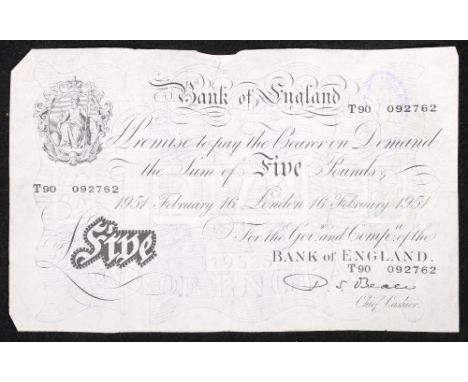 Bank of England
T90 092762
I Promise to pay the Bearer on Demand
the Sum of Five Pounds
T90 092762
1951 February 16 London 16 February 1951
For the Gov.r and Comp.a of the
£Five
BANK of ENGLAND.
T90 092762
P. S. Beale
Chief Cashier.